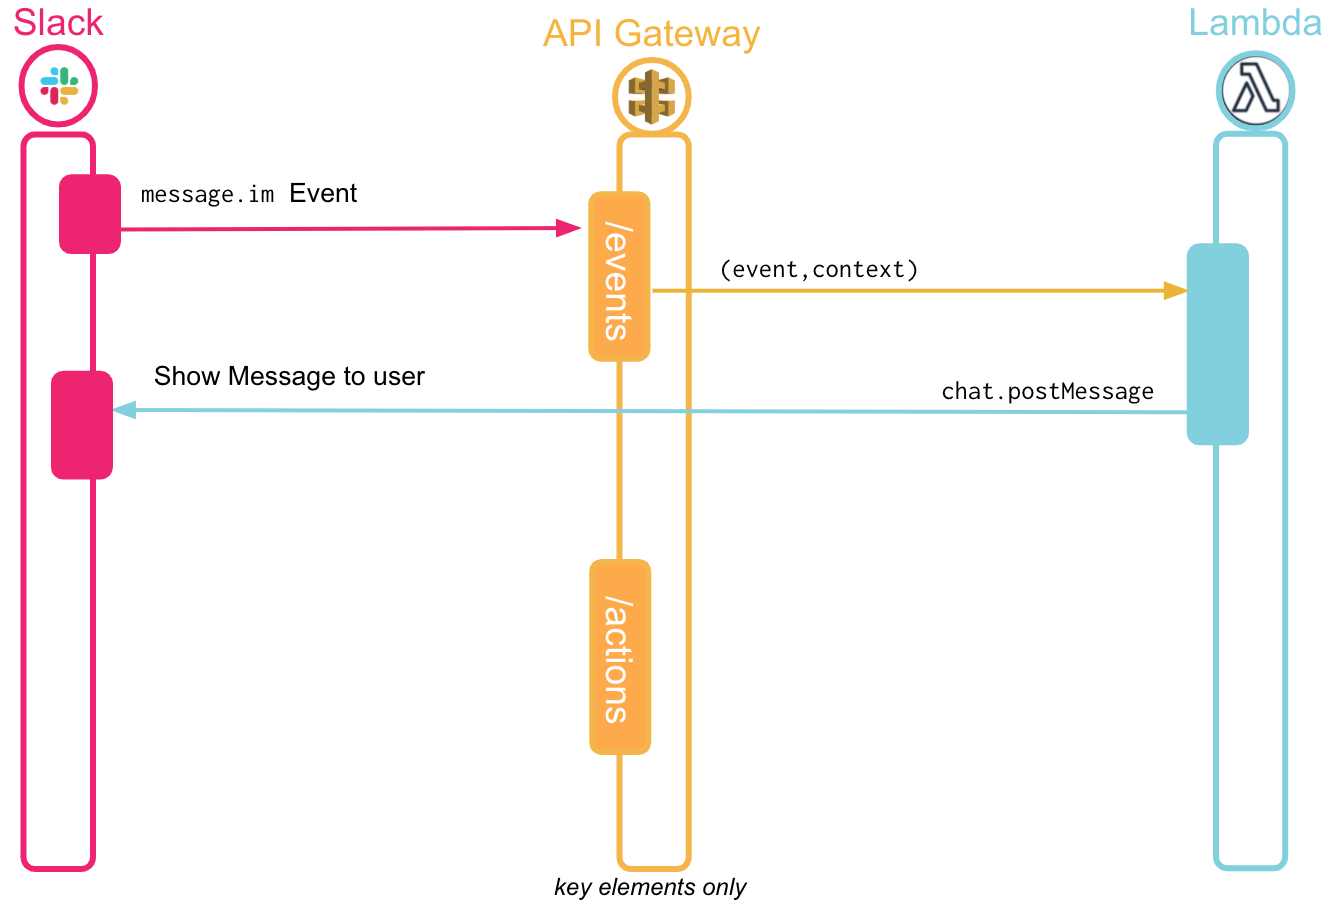 Slack
API Gateway
Lambda
message.im Event
/events
(event,context)
Show Message to user
chat.postMessage
/actions
key elements only